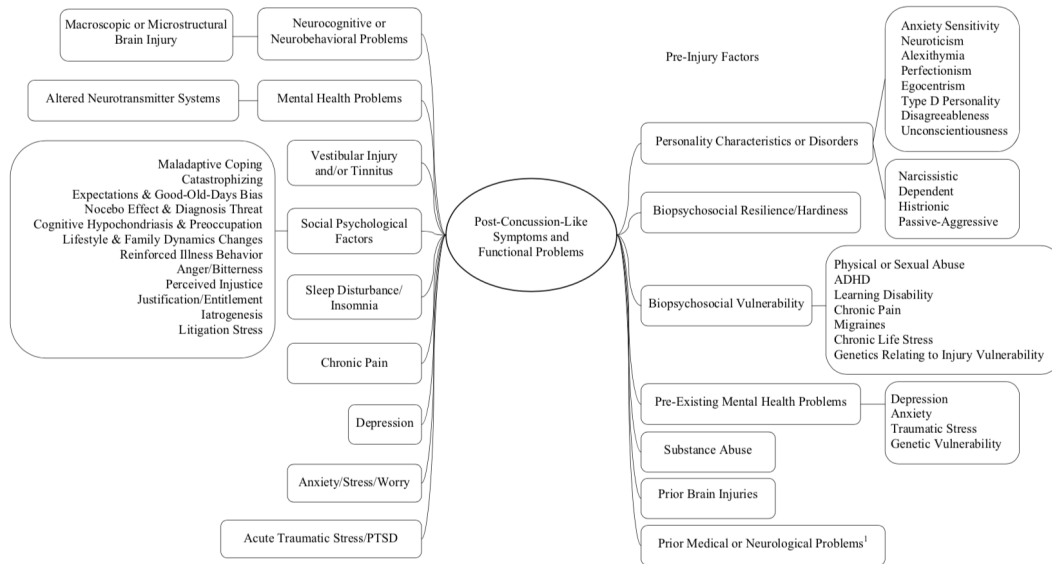 Macroscopic or Microstructural
Brain Injury
Neurocognitive or
Neurobehavioral Problems
Altered Neurotransmitter Systems
Mental Health Problems
Vestibular Injury
and/or Tinnitus
Maladaptive Coping
Catastrophizing
Expectations & Good-Old-Days Bias
Nocebo Effect & Diagnosis Threat
Cognitive Hypochondriasis & Preoccupation
Lifestyle & Family Dynamics Changes
Reinforced Illness Behavior
Anger/Bitterness
Perceived Injustice
Justification/Entitlement
Iatrogenesis
Litigation Stress
Social Psychological
Factors
Sleep Disturbance/
Insomnia
Chronic Pain
Depression
Anxiety/Stress/Worry
Acute Traumatic Stress/PTSD
Post-Concussion-Like
Symptoms and
Functional Problems
Pre-Injury Factors
Personality Characteristics or Disorders
Anxiety Sensitivity
Neuroticism
Alexithymia
Perfectionism
Egocentrism
Type D Personality
Disagreeableness
Unconscientiousness
Narcissistic
Dependent
Histrionic
Passive-Aggressive
Biopsychosocial Resilience/Hardiness
Biopsychosocial Vulnerability
Physical or Sexual Abuse
ADHD
Learning Disability
Chronic Pain
Migraines
Chronic Life Stress
Genetics Relating to Injury Vulnerability
Pre-Existing Mental Health Problems
Depression
Anxiety
Traumatic Stress
Genetic Vulnerability
Substance Abuse
Prior Brain Injuries
Prior Medical or Neurological Problems¹